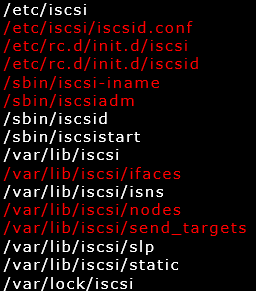 /etc/iscsi
/etc/iscsi/iscsid.conf
/etc/rc.d/init.d/iscsi
/etc/rc.d/init.d/iscsid
/sbin/iscsi-iname
/sbin/iscsiadm
/sbin/iscsid
/sbin/iscsistart
/var/lib/iscsi
/var/lib/iscsi/ifaces
/var/lib/iscsi/isns
/var/lib/iscsi/nodes
/var/lib/iscsi/send_targets
/var/lib/iscsi/slp
/var/lib/iscsi/static
/var/lock/iscsi